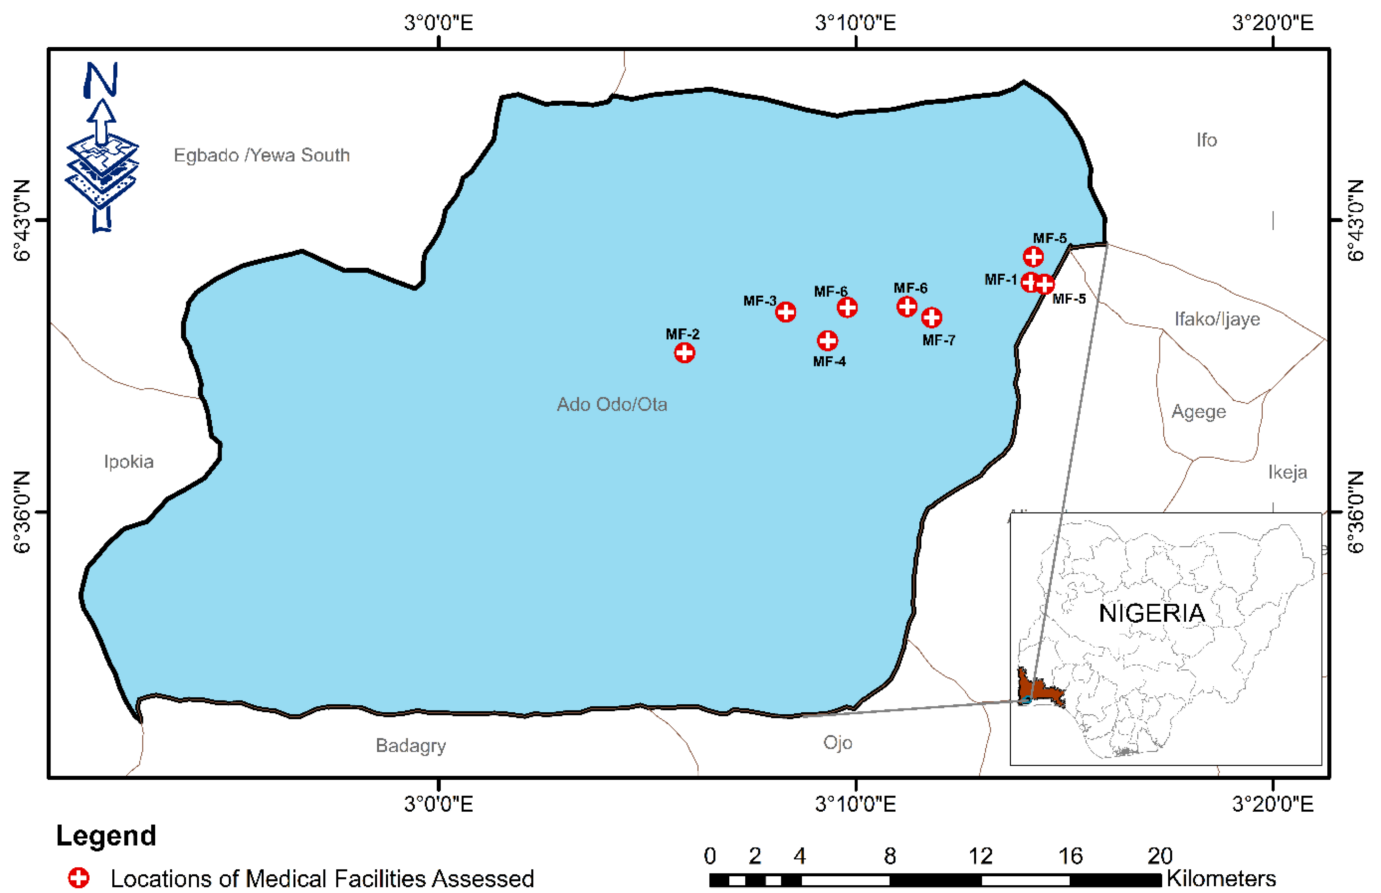 3°0'0"E 3°10'0"E 3°20'0"E
N
Egbado /Yewa South
Ifo
6°43'0"N 6°43'0"N
MF-5
MF-1
MF-5
MF-3
MF-6
MF-6
MF-7
MF-2
MF-4
Ifako/Ijaye
Ado Odo/Ota
Agege
Ipokia
Ikeja
6°36'0"N 6°36'0"N
NIGERIA
Badagry
Ojo
3°0'0"E 3°10'0"E 3°20'0"E
Legend
Locations of Medical Facilities Assessed
0 2 4 8 12 16 20
Kilometers